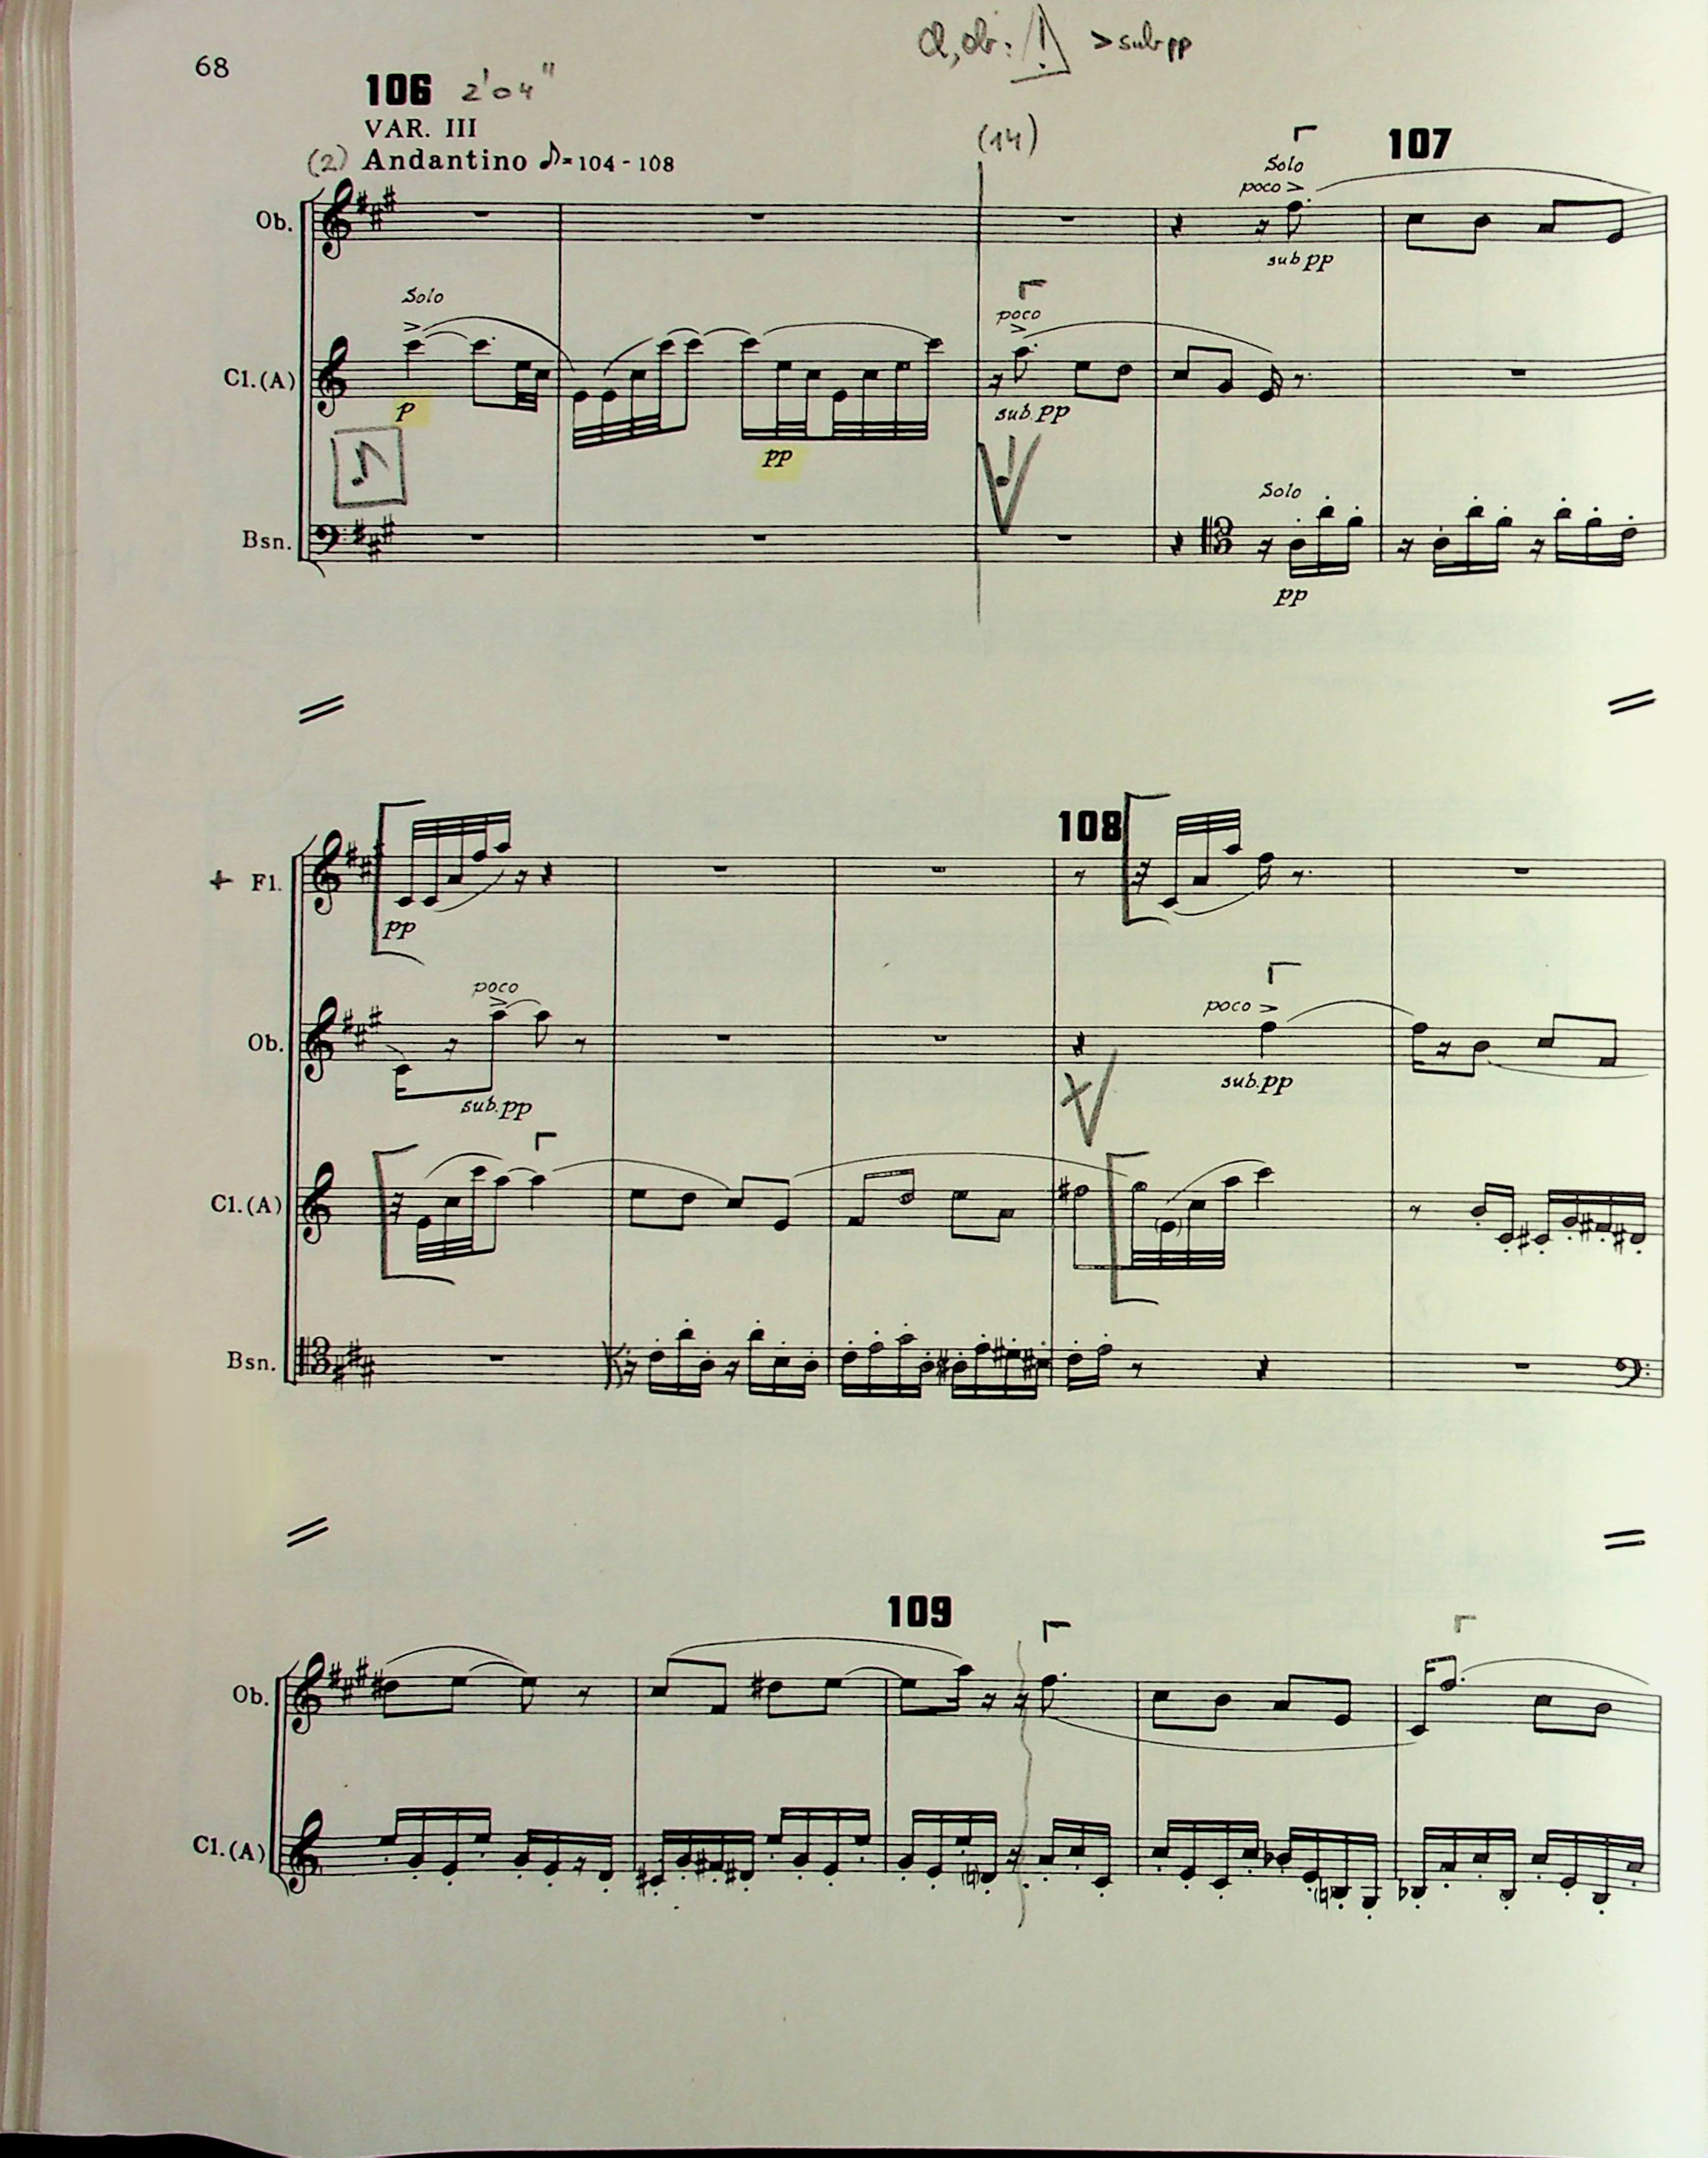 Cl, ob: ! > sub pp
68
106 2'04"
VAR. III
(2) Andantino ♪=104-108
(14)
107
Solo
poco >
Ob.
sub pp
Solo
poco
>
>
Cl.(A)
p
sub.pp
pp
Solo
Bsn.
pp
108
+ Fl.
pp
poco
>
poco >
Ob.
sub.pp
sub.pp
Cl.(A)
Bsn.
109
Ob.
Cl.(A)